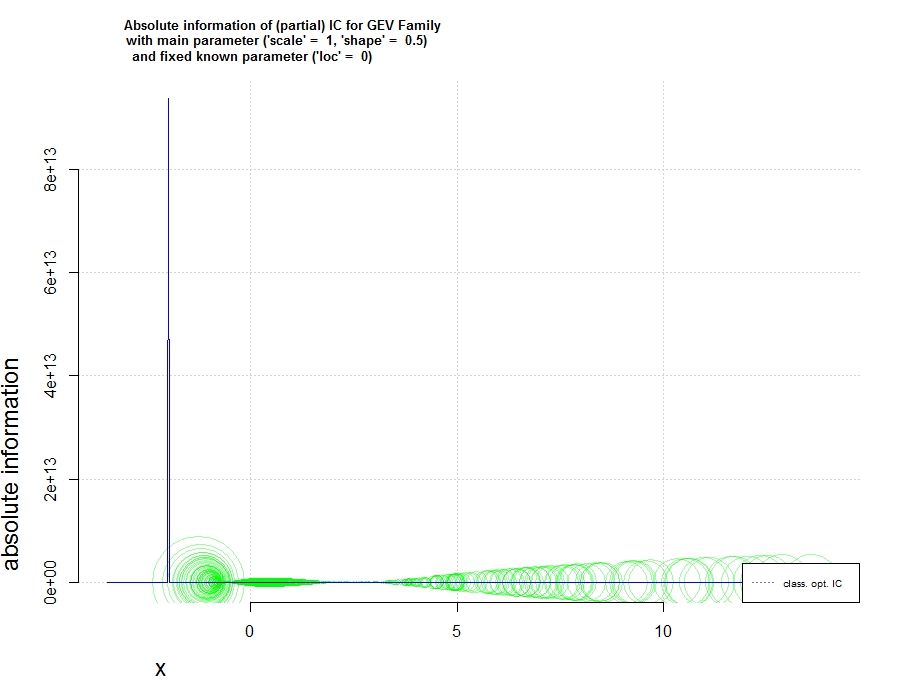 Absolute information of (partial) IC for GEV Family
with main parameter ('scale' = 1, 'shape' = 0.5)
and fixed known parameter ('loc' = 0)
absolute information
8e+13
6e+13
4e+13
2e+13
0e+00
class. opt. IC
0
5
10
x